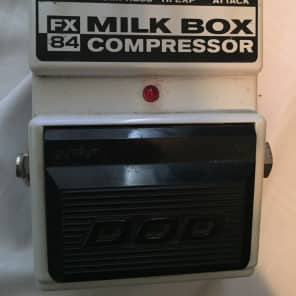 ATTACK
FX MILK BOX
84 COMPRESSOR
DOD